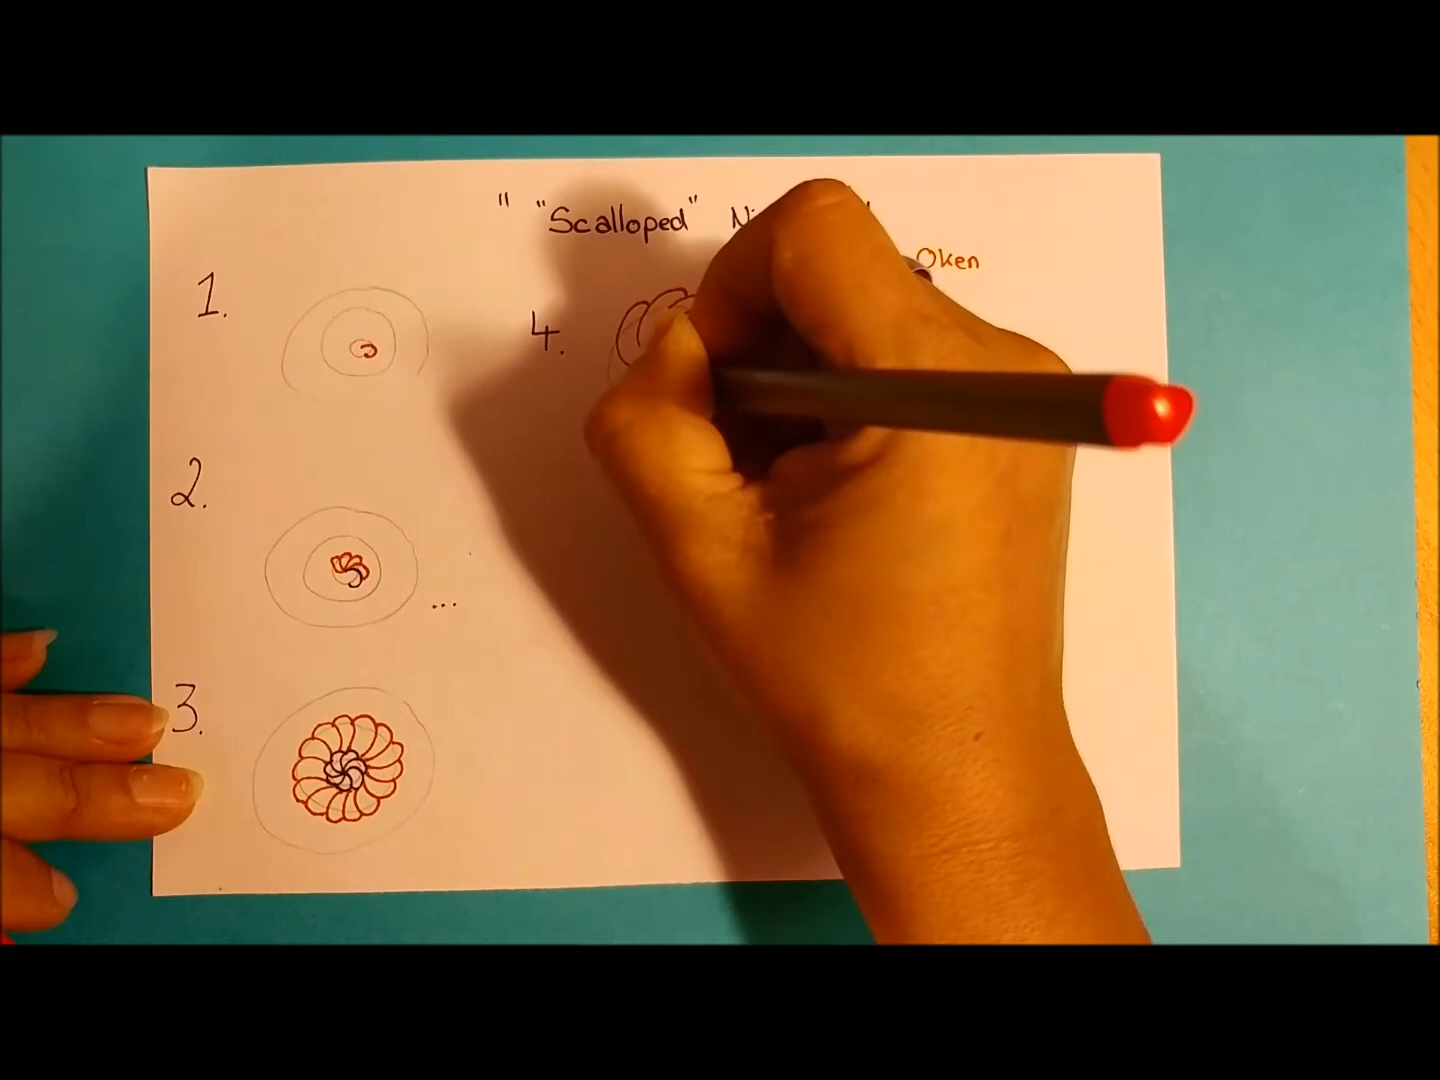 " "Scalloped"
Oken
1.
4.
2.
...
3.